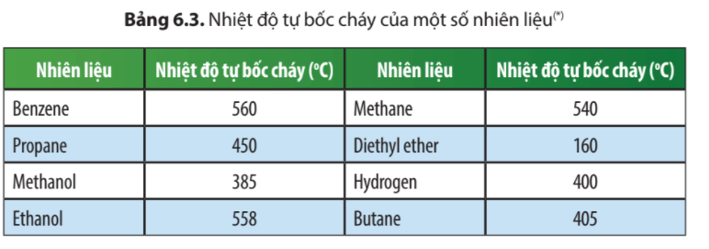 Bảng 6.3. Nhiệt độ tự bốc cháy của một số nhiên liệu(*)
Nhiên liệu Nhiệt độ tự bốc cháy (°C) Nhiên liệu Nhiệt độ tự bốc cháy (°C)
Benzene 560 Methane 540
Propane 450 Diethyl ether 160
Methanol 385 Hydrogen 400
Ethanol 558 Butane 405